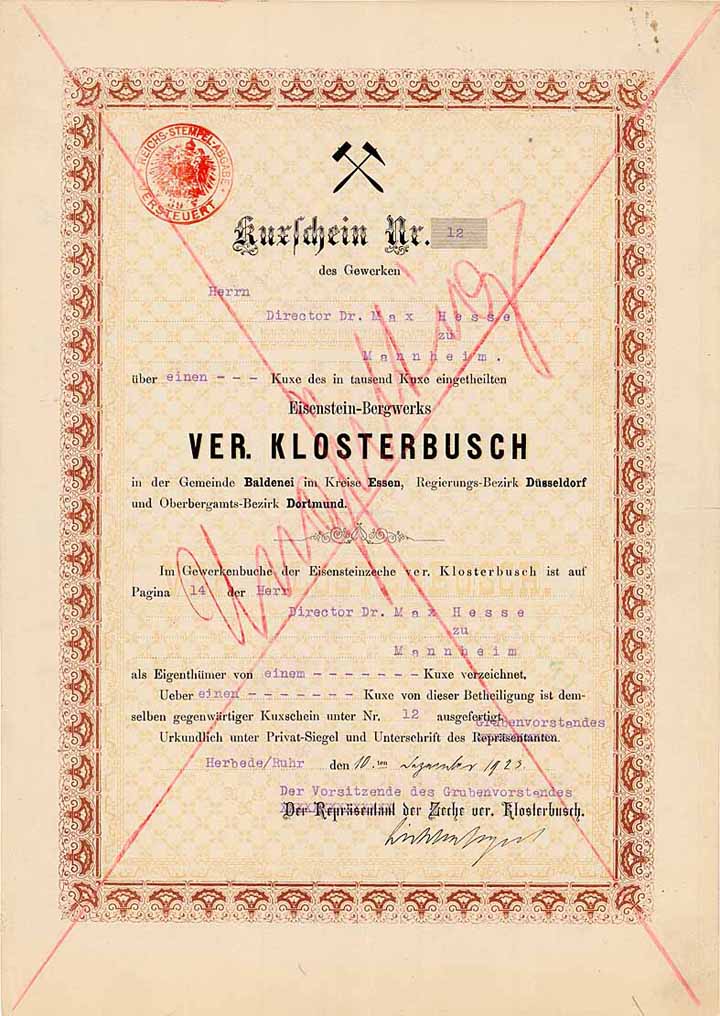 REICHS-STEMPEL-ABGABE
VERSTEUERT
Kuxschein Nr. 12
des Gewerken
Herrn
Director Dr. Max Hesse
zu
Mannheim.
über einen - - - Kuxe des in tausend Kuxe eingetheilten
Eisenstein-Bergwerks
VER. KLOSTERBUSCH
in der Gemeinde Baldenei im Kreise Essen, Regierungs-Bezirk Düsseldorf
und Oberbergamts-Bezirk Dortmund.
Im Gewerkenbuche der Eisensteinzeche ver. Klosterbusch ist auf
Pagina 14 der Herr
Director Dr. Max Hesse
zu
Mannheim
als Eigenthümer von einem - - - - - - - Kuxe verzeichnet.
Ueber einen - - - - - - - Kuxe von dieser Betheiligung ist dem-
selben gegenwärtiger Kuxschein unter Nr. 12 ausgefertigt.
Grubenvorstandes
Urkundlich unter Privat-Siegel und Unterschrift des Repräsentanten.
Herbede/Ruhr den 10.ten Dezember 1923.
Der Vorsitzende des Grubenvorstandes
Der Repräsentant der Zeche ver. Klosterbusch.